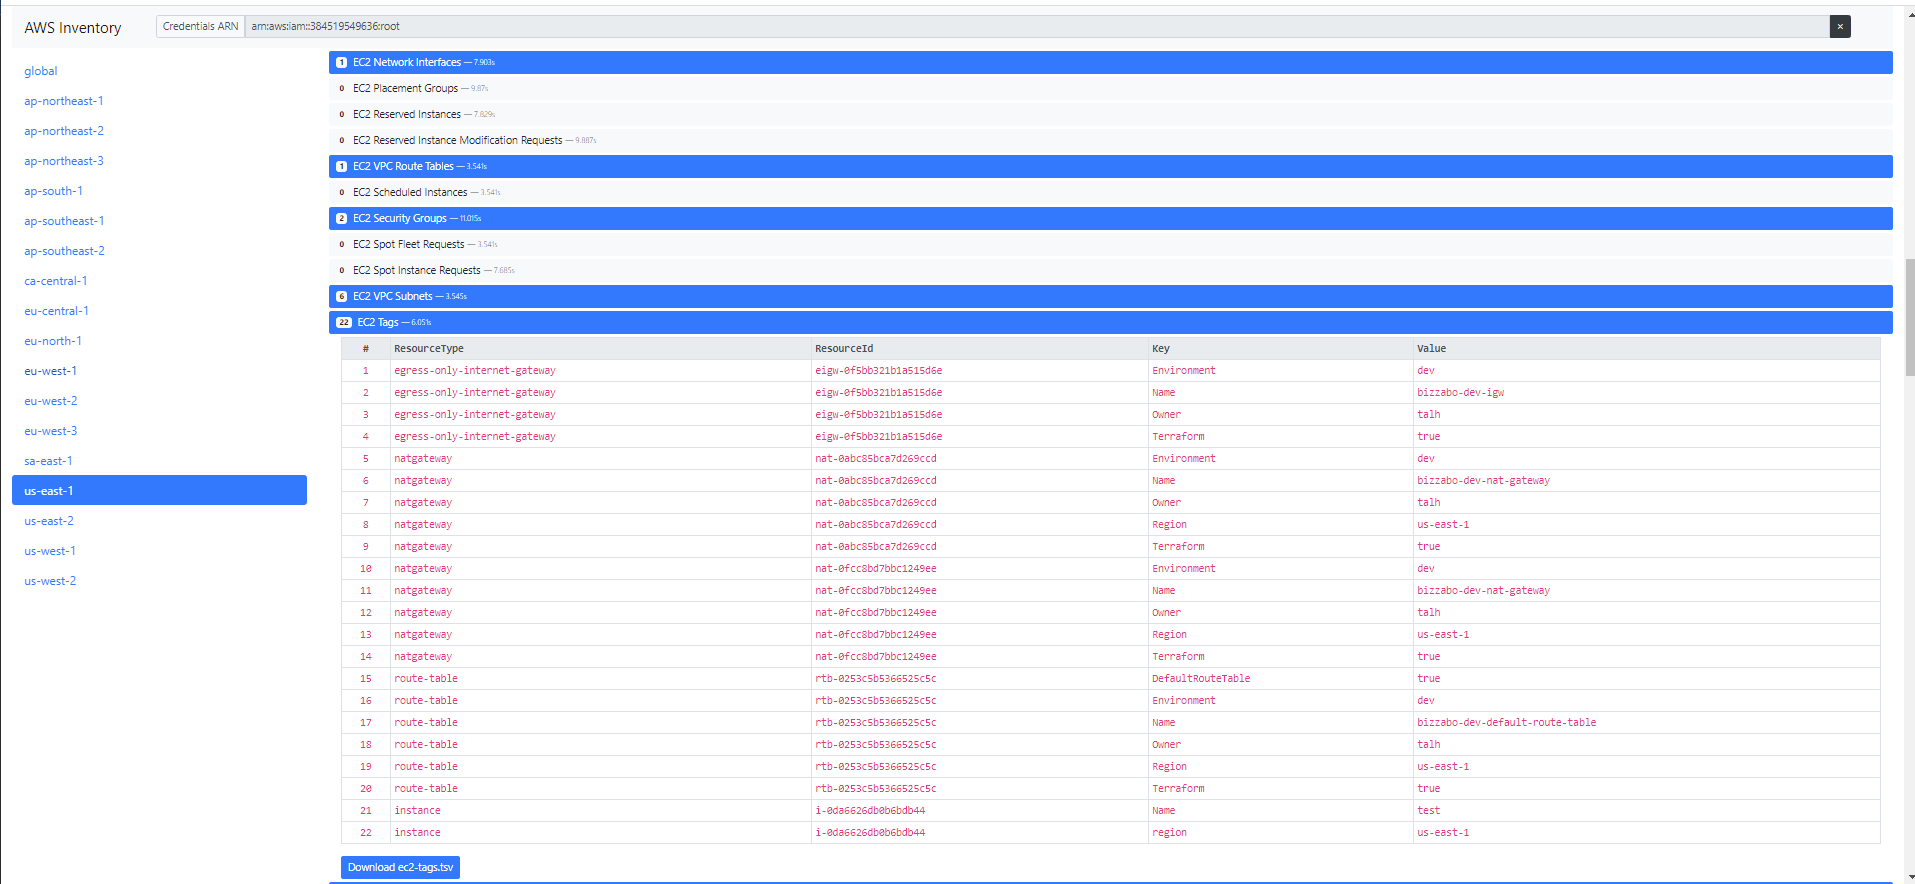 AWS Inventory Credentials ARN arn:aws:iam::384519549636:root ×
global
ap-northeast-1
ap-northeast-2
ap-northeast-3
ap-south-1
ap-southeast-1
ap-southeast-2
ca-central-1
eu-central-1
eu-north-1
eu-west-1
eu-west-2
eu-west-3
sa-east-1
us-east-1
us-east-2
us-west-1
us-west-2
1 EC2 Network Interfaces — 7.903s
0 EC2 Placement Groups — 9.87s
0 EC2 Reserved Instances — 7.829s
0 EC2 Reserved Instance Modification Requests — 9.887s
1 EC2 VPC Route Tables — 3.541s
0 EC2 Scheduled Instances — 3.541s
2 EC2 Security Groups — 11.015s
0 EC2 Spot Fleet Requests — 3.541s
0 EC2 Spot Instance Requests — 7.685s
6 EC2 VPC Subnets — 3.545s
22 EC2 Tags — 6.051s
# ResourceType ResourceId Key Value
1 egress-only-internet-gateway eigw-0f5bb321b1a515d6e Environment dev
2 egress-only-internet-gateway eigw-0f5bb321b1a515d6e Name bizzabo-dev-igw
3 egress-only-internet-gateway eigw-0f5bb321b1a515d6e Owner talh
4 egress-only-internet-gateway eigw-0f5bb321b1a515d6e Terraform true
5 natgateway nat-0abc85bca7d269ccd Environment dev
6 natgateway nat-0abc85bca7d269ccd Name bizzabo-dev-nat-gateway
7 natgateway nat-0abc85bca7d269ccd Owner talh
8 natgateway nat-0abc85bca7d269ccd Region us-east-1
9 natgateway nat-0abc85bca7d269ccd Terraform true
10 natgateway nat-0fcc8bd7bbc1249ee Environment dev
11 natgateway nat-0fcc8bd7bbc1249ee Name bizzabo-dev-nat-gateway
12 natgateway nat-0fcc8bd7bbc1249ee Owner talh
13 natgateway nat-0fcc8bd7bbc1249ee Region us-east-1
14 natgateway nat-0fcc8bd7bbc1249ee Terraform true
15 route-table rtb-0253c5b5366525c5c DefaultRouteTable true
16 route-table rtb-0253c5b5366525c5c Environment dev
17 route-table rtb-0253c5b5366525c5c Name bizzabo-dev-default-route-table
18 route-table rtb-0253c5b5366525c5c Owner talh
19 route-table rtb-0253c5b5366525c5c Region us-east-1
20 route-table rtb-0253c5b5366525c5c Terraform true
21 instance i-0da6626db0b6bdb44 Name test
22 instance i-0da6626db0b6bdb44 region us-east-1
Download ec2-tags.tsv